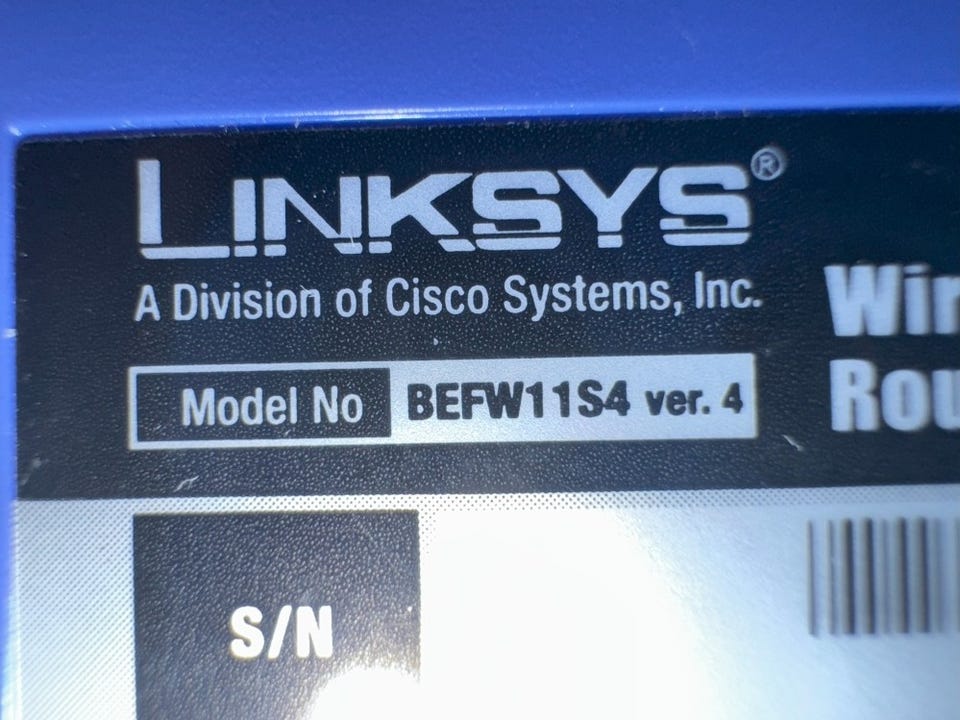 LINKSYS®
A Division of Cisco Systems, Inc.
Model No BEFW11S4 ver. 4
S/N